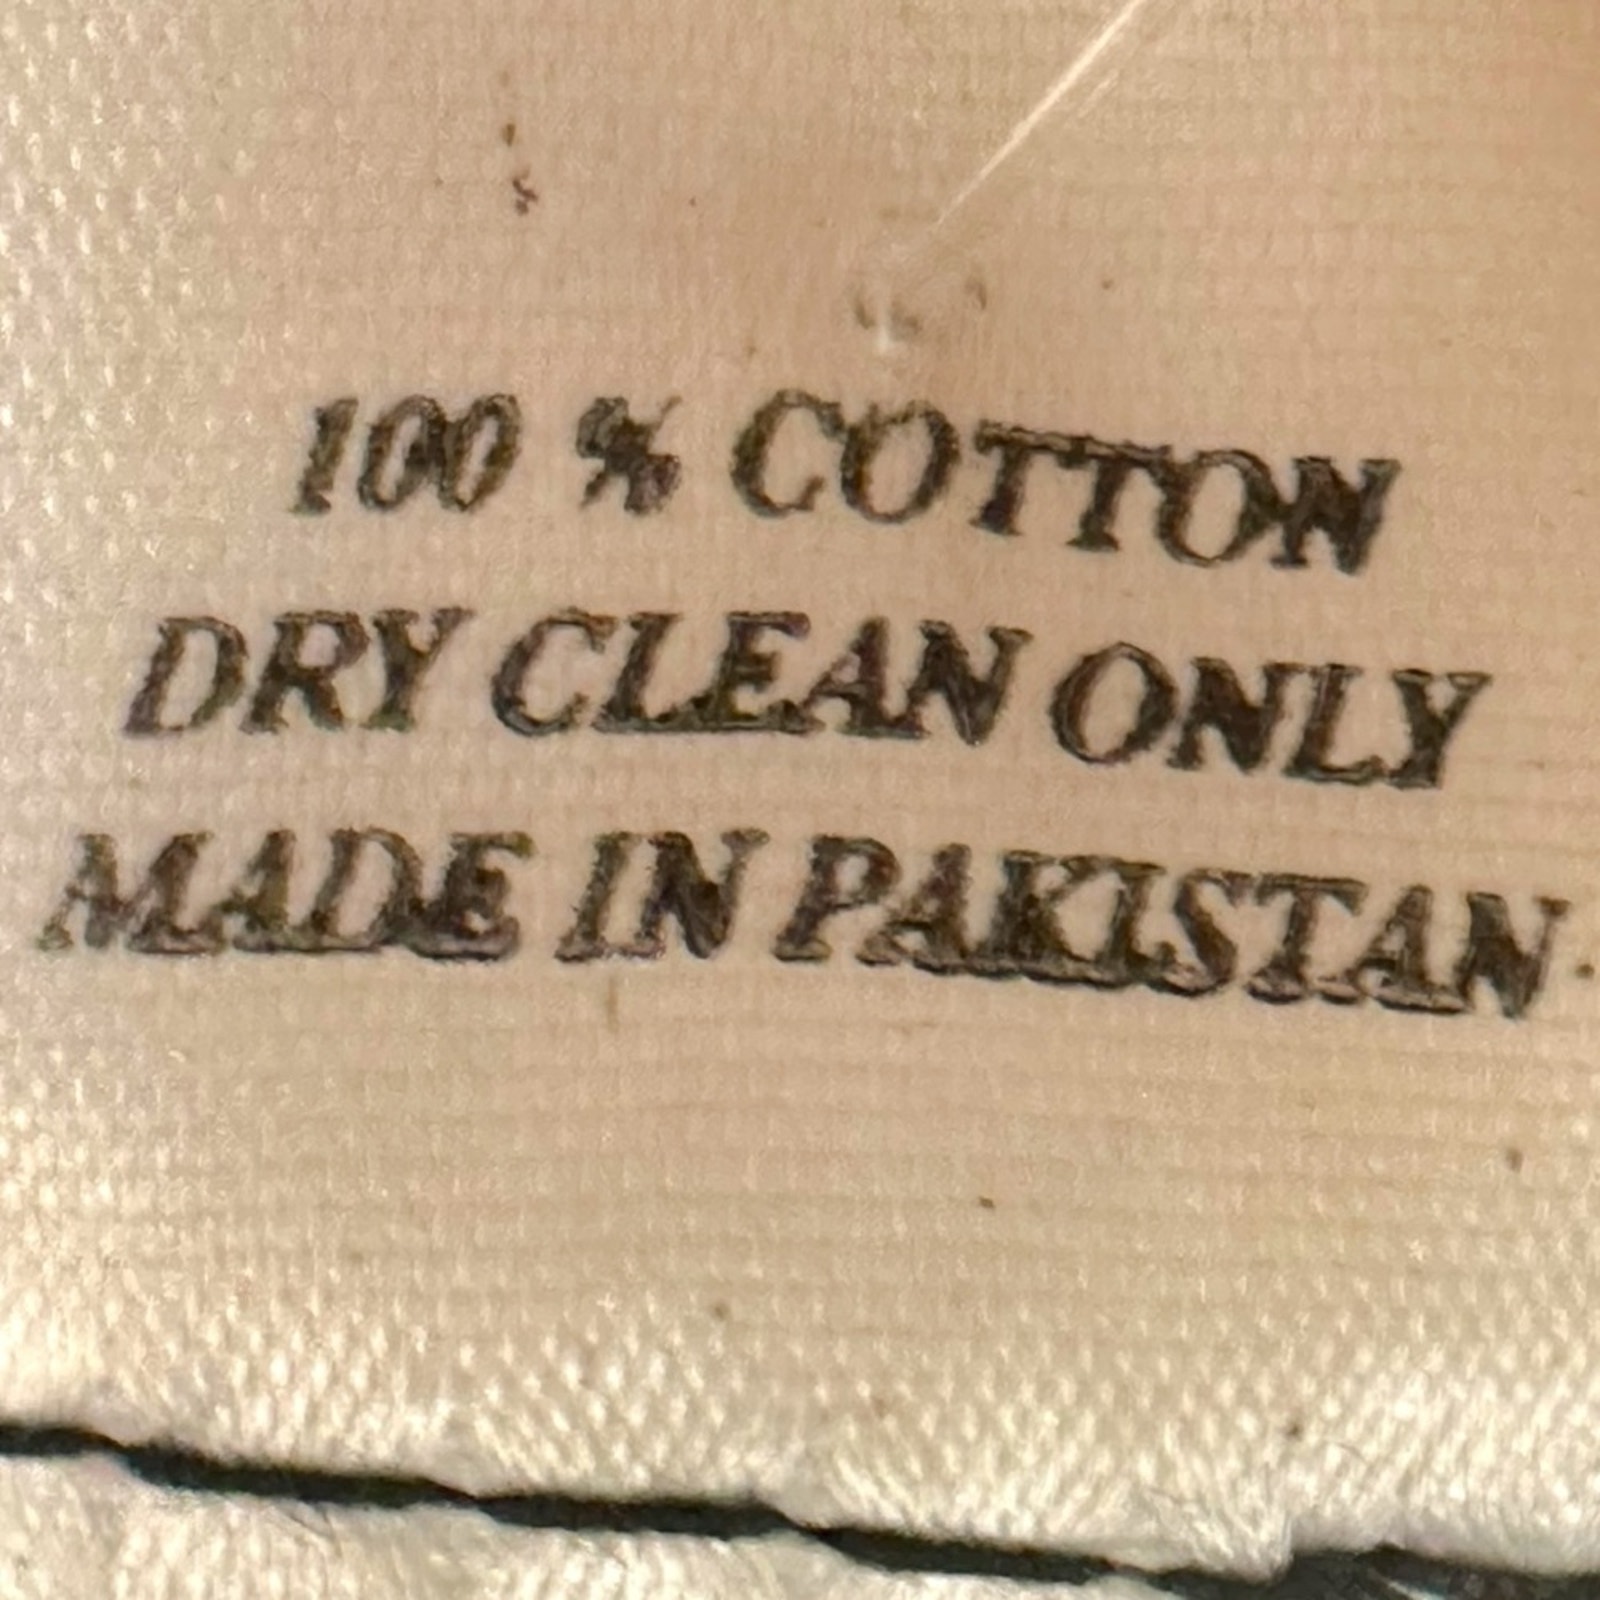 100 % COTTON
DRY CLEAN ONLY
MADE IN PAKISTAN